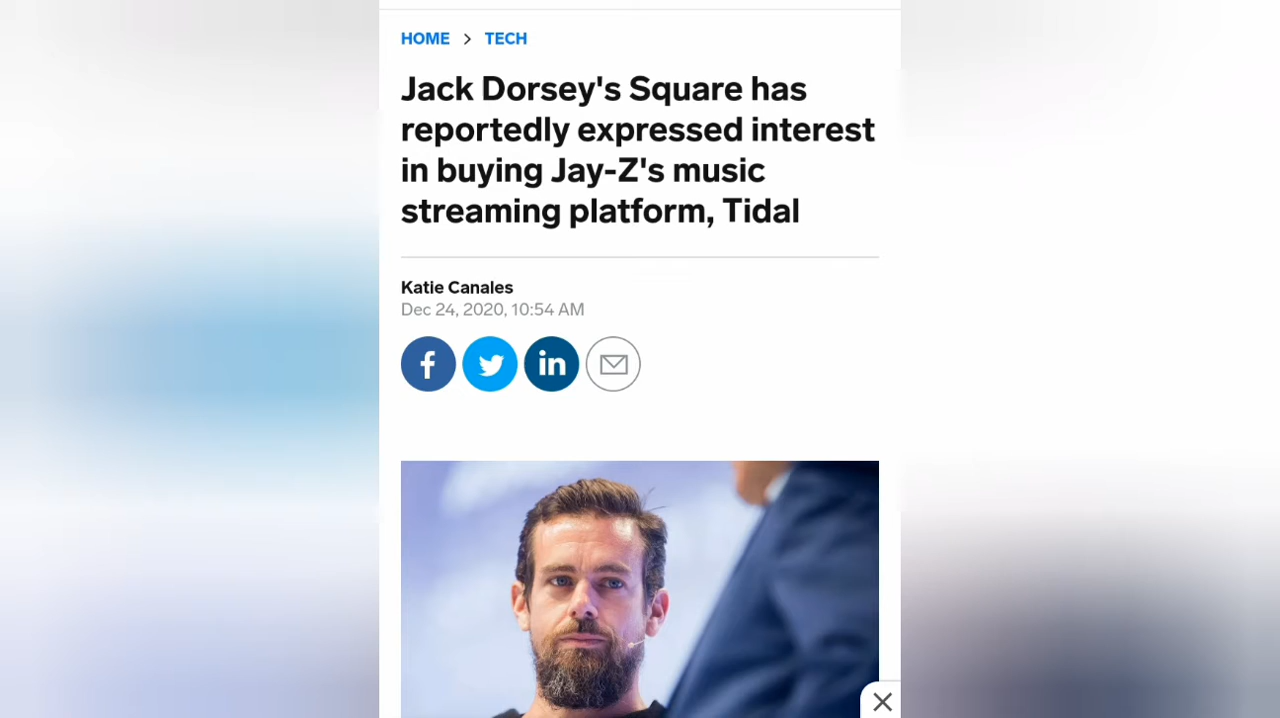 HOME > TECH
Jack Dorsey's Square has
reportedly expressed interest
in buying Jay-Z's music
streaming platform, Tidal
Katie Canales
Dec 24, 2020, 10:54 AM
f
in